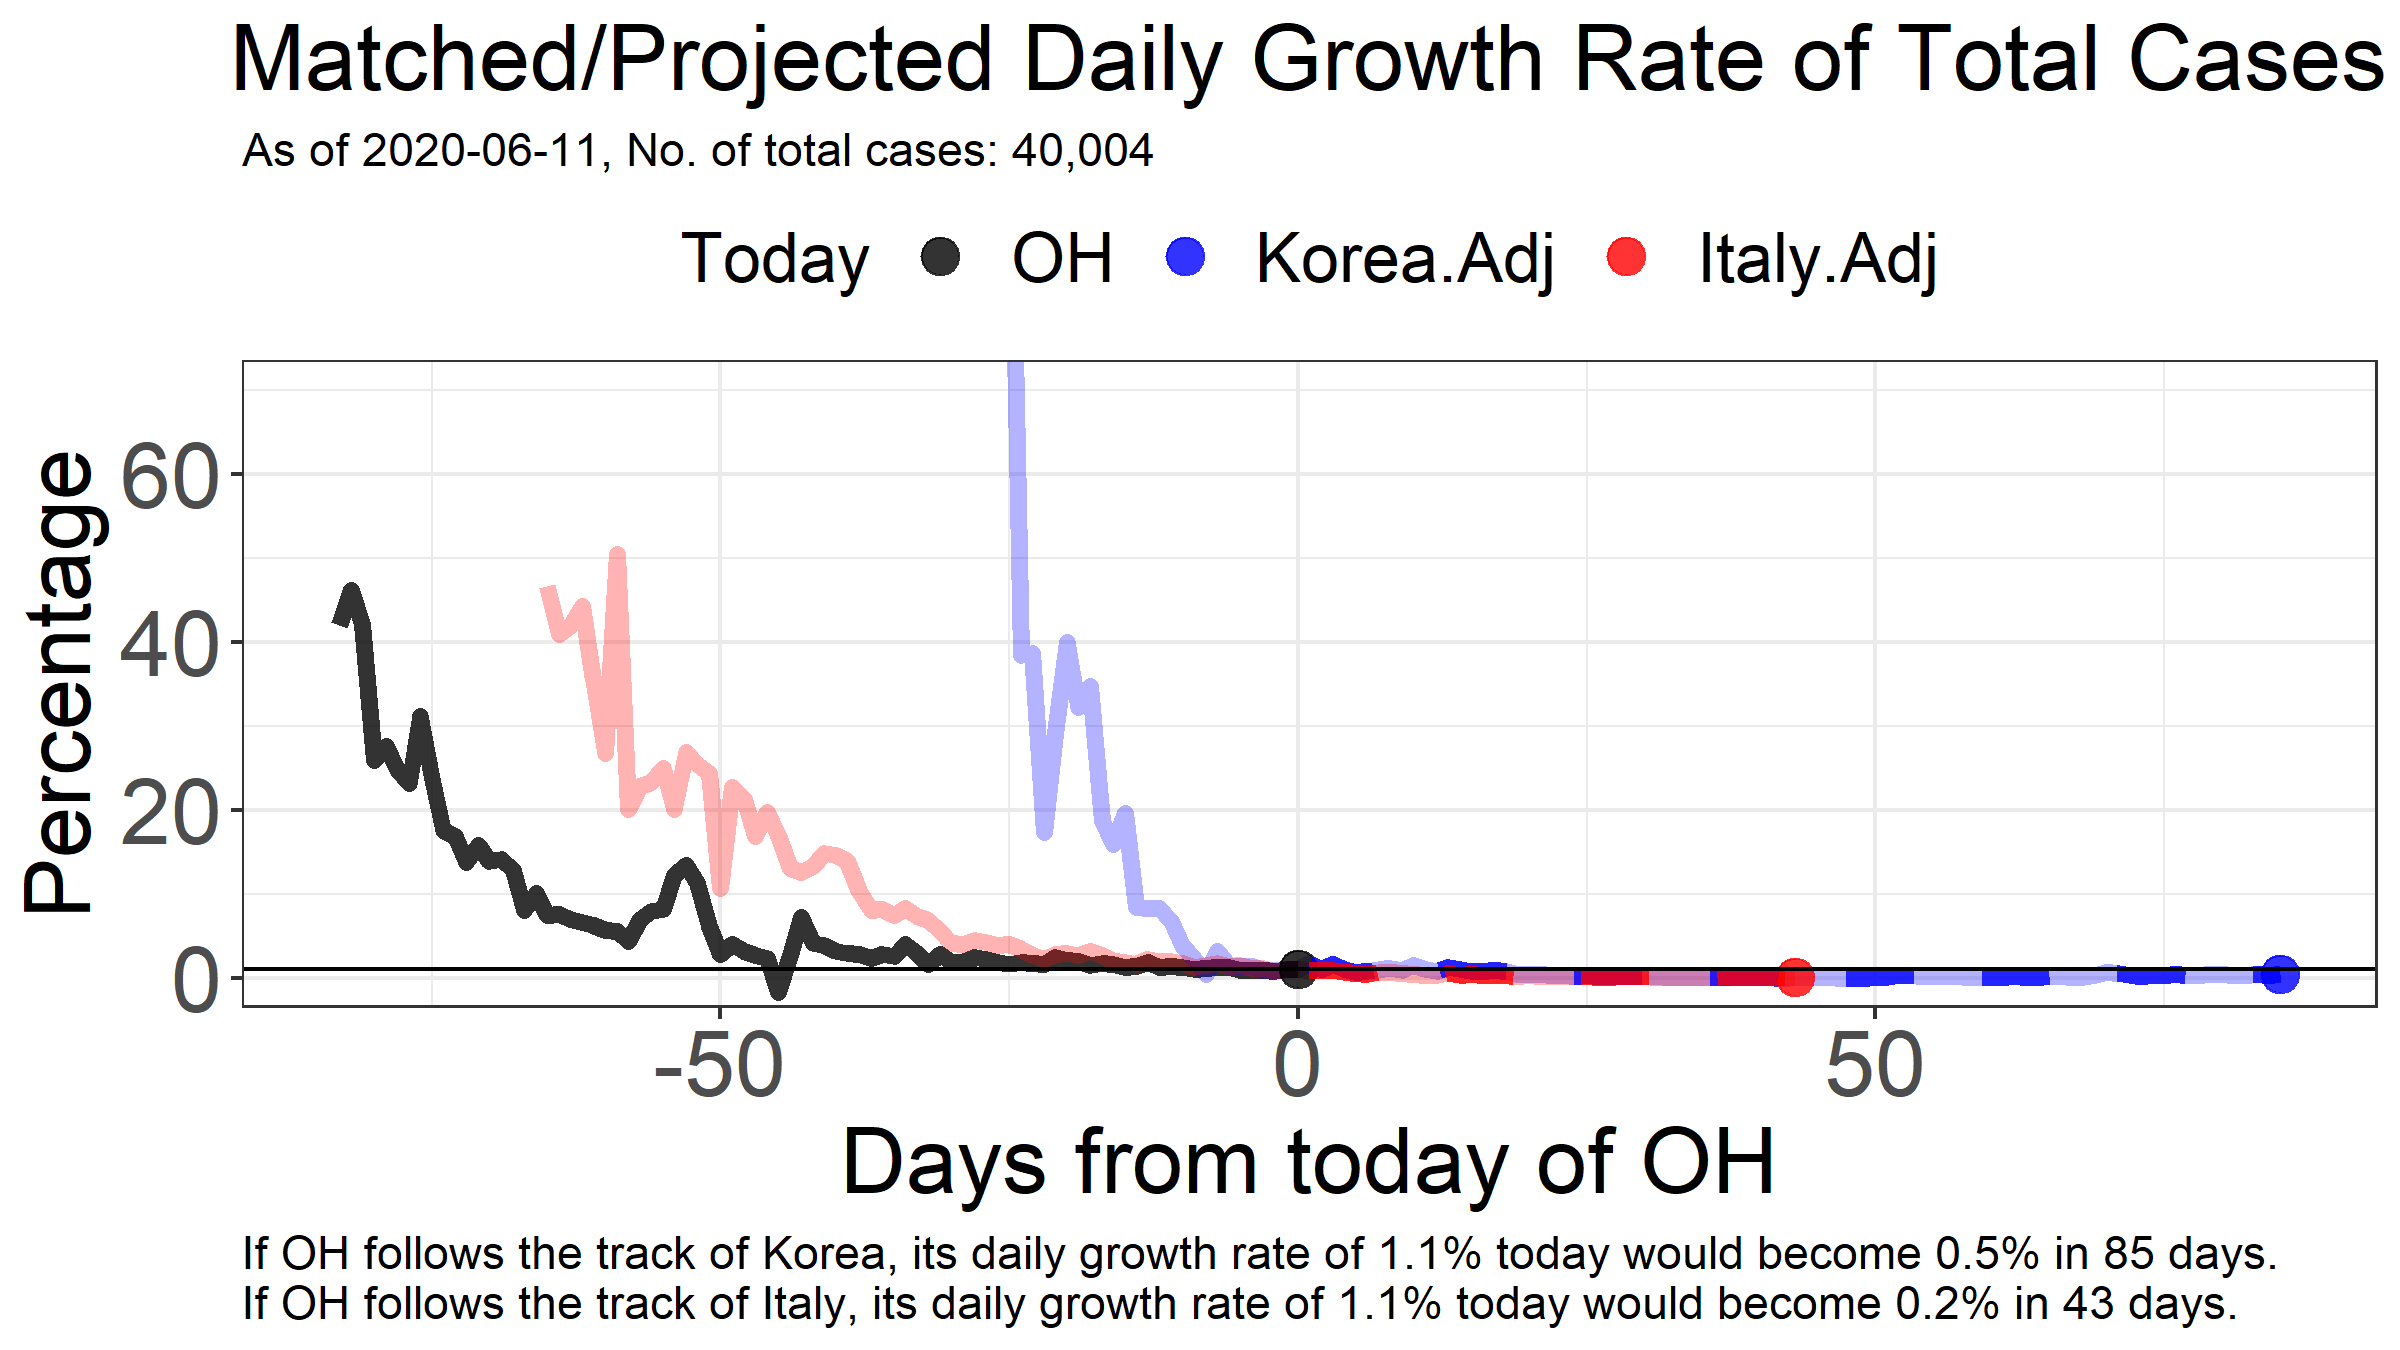 Matched/Projected Daily Growth Rate of Total Cases
As of 2020-06-11, No. of total cases: 40,004
Today OH Korea.Adj Italy.Adj
Percentage
60
40
20
0
-50 0 50
Days from today of OH
If OH follows the track of Korea, its daily growth rate of 1.1% today would become 0.5% in 85 days.
If OH follows the track of Italy, its daily growth rate of 1.1% today would become 0.2% in 43 days.